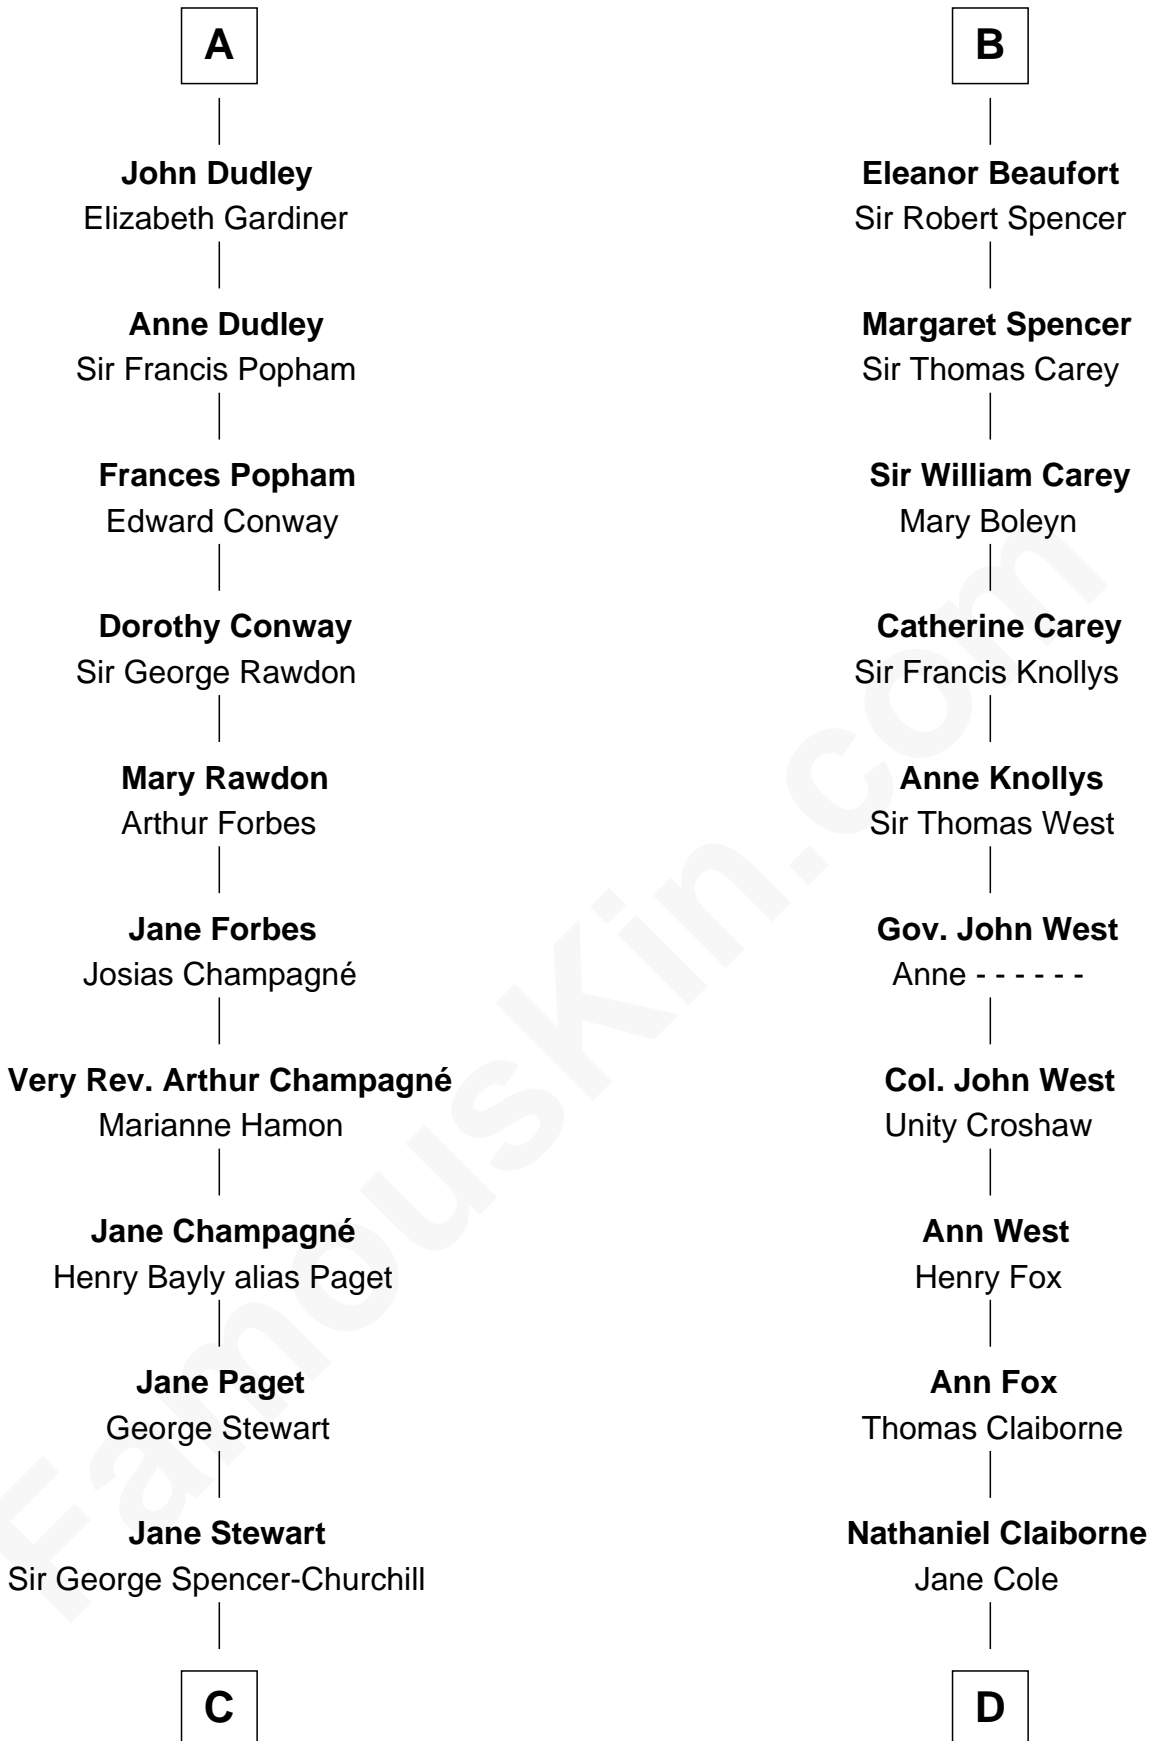 A
John Dudley
Elizabeth Gardiner
Anne Dudley
Sir Francis Popham
Frances Popham
Edward Conway
Dorothy Conway
Sir George Rawdon
Mary Rawdon
Arthur Forbes
Jane Forbes
Josias Champagné
Very Rev. Arthur Champagné
Marianne Hamon
Jane Champagné
Henry Bayly alias Paget
Jane Paget
George Stewart
Jane Stewart
Sir George Spencer-Churchill
C
B
Eleanor Beaufort
Sir Robert Spencer
Margaret Spencer
Sir Thomas Carey
Sir William Carey
Mary Boleyn
Catherine Carey
Sir Francis Knollys
Anne Knollys
Sir Thomas West
Gov. John West
Anne - - - - - -
Col. John West
Unity Croshaw
Ann West
Henry Fox
Ann Fox
Thomas Claiborne
Nathaniel Claiborne
Jane Cole
D
FamousKin.com